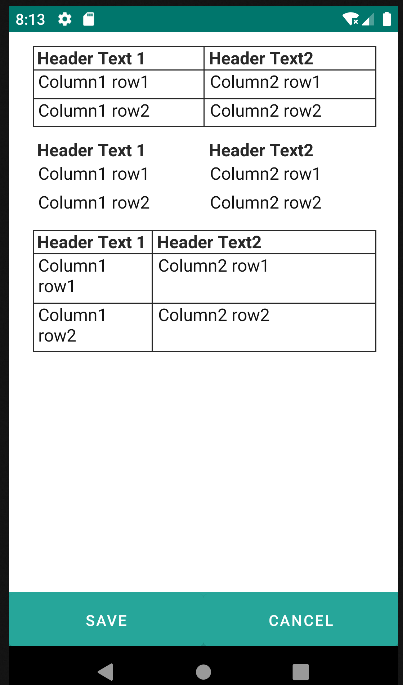 8:13
Header Text 1 Header Text2
Column1 row1 Column2 row1
Column1 row2 Column2 row2
Header Text 1 Header Text2
Column1 row1 Column2 row1
Column1 row2 Column2 row2
Header Text 1 Header Text2
Column1 Column2 row1
row1
Column1 Column2 row2
row2
SAVE CANCEL